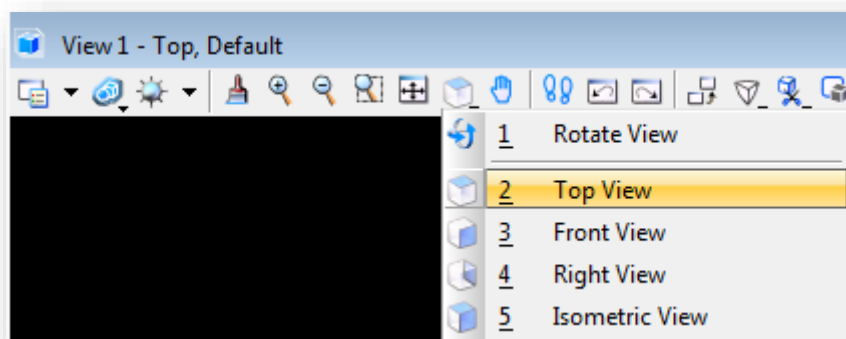 View 1 - Top, Default
1 Rotate View
2 Top View
3 Front View
4 Right View
5 Isometric View